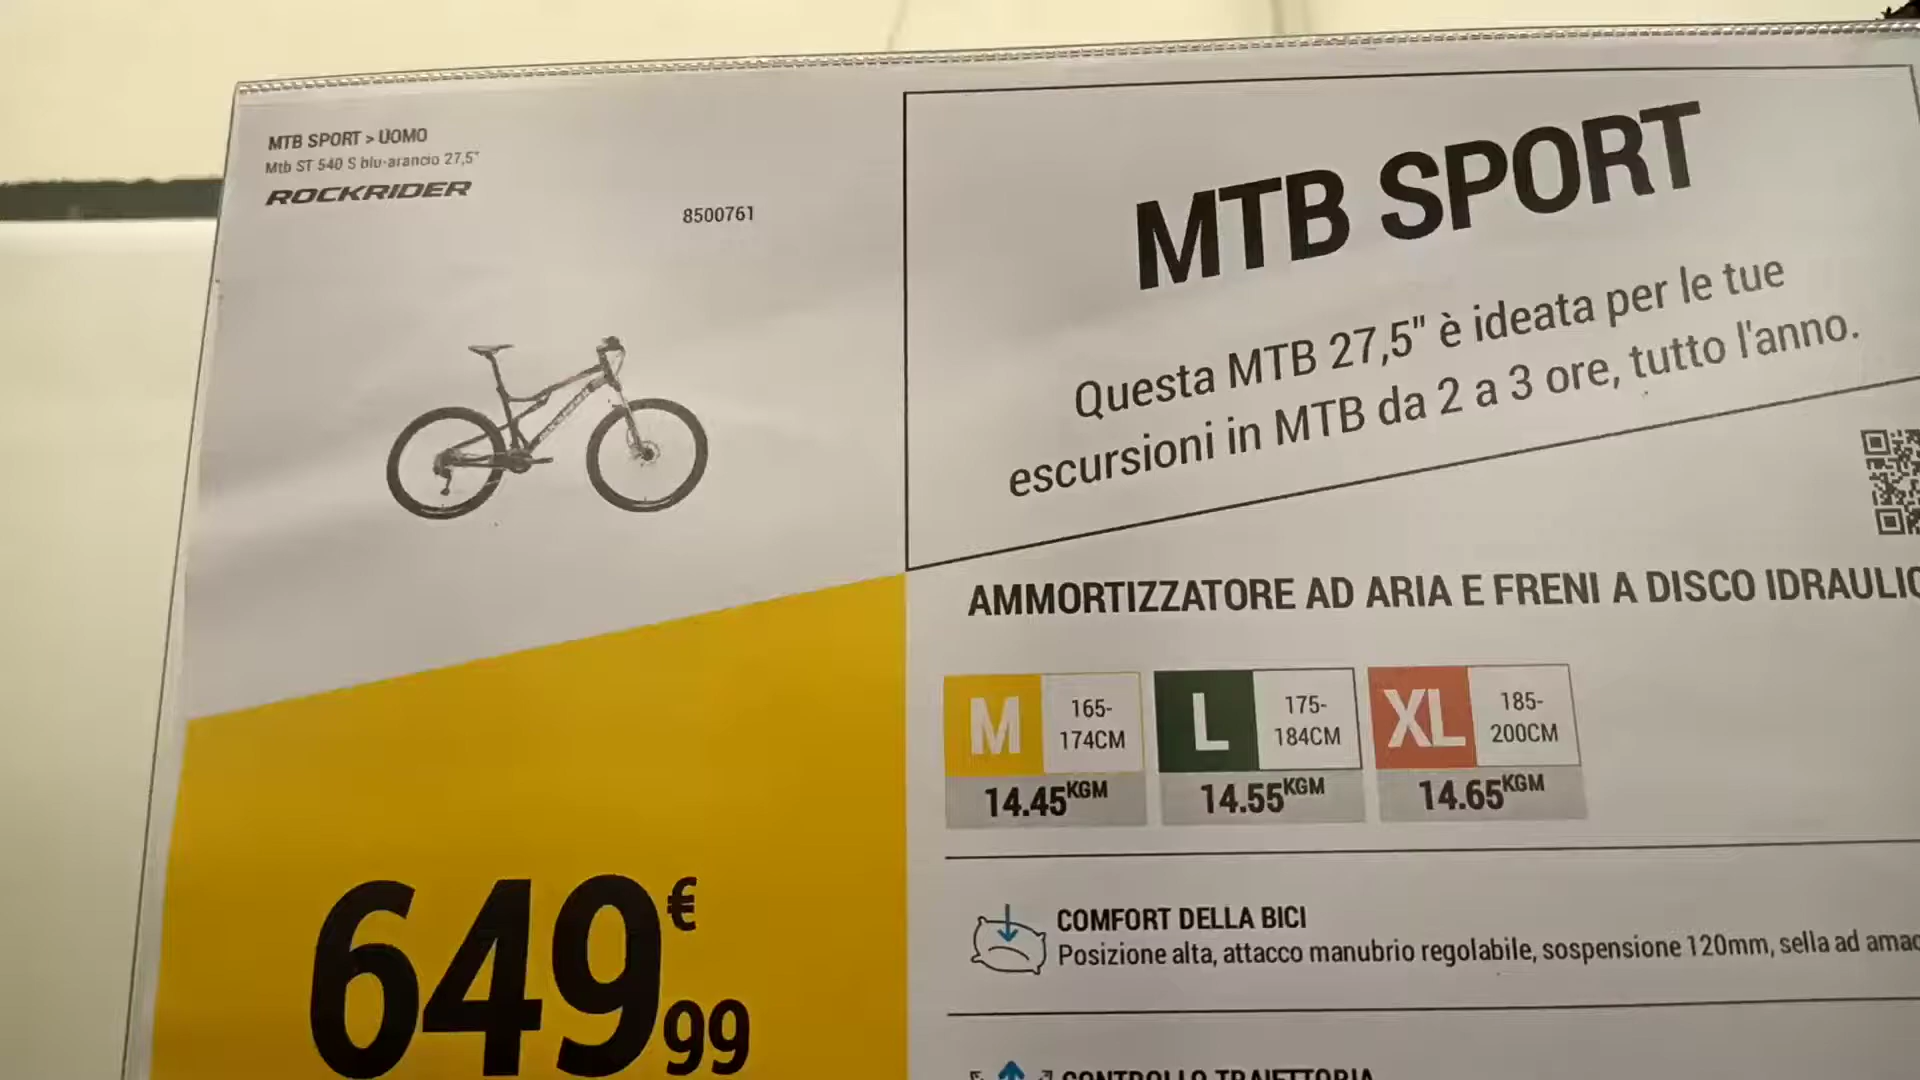 MTB SPORT > UOMO
Mtb ST 540 S blu-arancio 27,5"
ROCKRIDER
8500761
MTB SPORT
Questa MTB 27,5" è ideata per le tue
escursioni in MTB da 2 a 3 ore, tutto l'anno.
AMMORTIZZATORE AD ARIA E FRENI A DISCO IDRAULIC
M 165-
174CM
14.45KGM
L 175-
184CM
14.55KGM
XL 185-
200CM
14.65KGM
COMFORT DELLA BICI
Posizione alta, attacco manubrio regolabile, sospensione 120mm, sella ad amac
649€99
CONTROLLO TRAIETTORIA